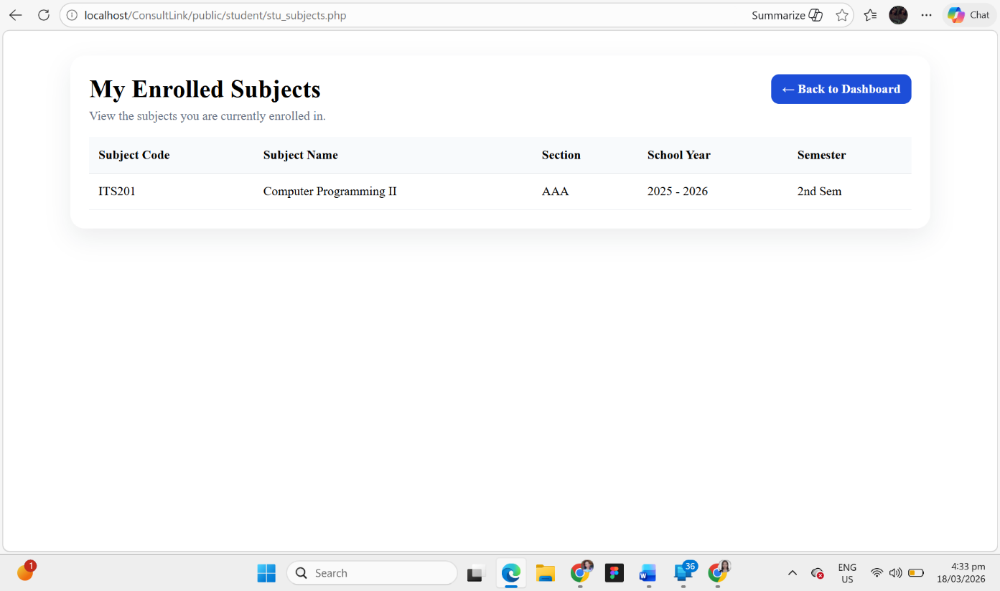 localhost/ConsultLink/public/student/stu_subjects.php Summarize Chat
My Enrolled Subjects
← Back to Dashboard
View the subjects you are currently enrolled in.
Subject Code Subject Name Section School Year Semester
ITS201 Computer Programming II AAA 2025 - 2026 2nd Sem
1
Search
W
36
ENG
US
4:33 pm
18/03/2026